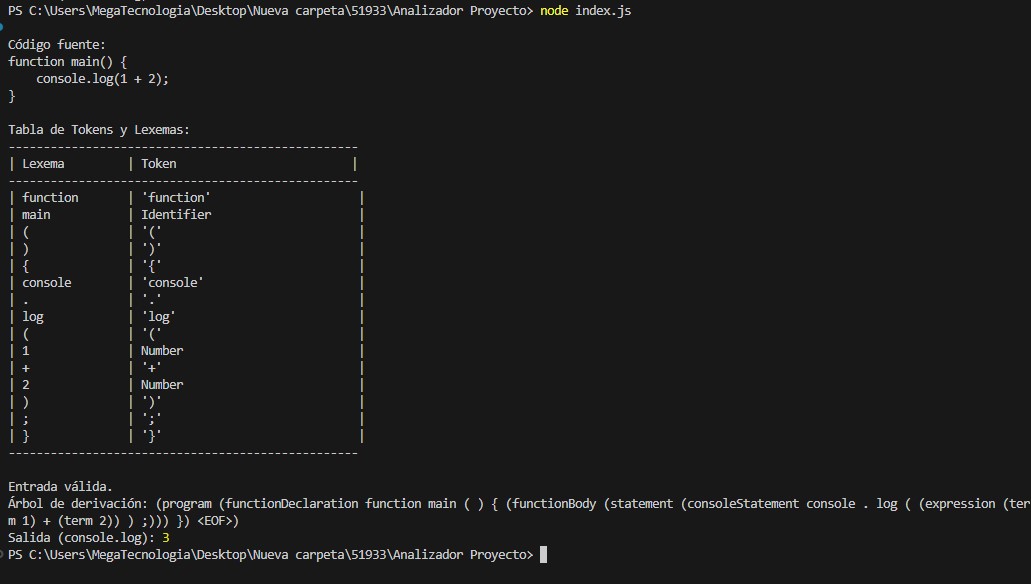 PS C:\Users\MegaTecnologia\Desktop\Nueva carpeta\51933\Analizador Proyecto> node index.js
Código fuente:
function main() {
    console.log(1 + 2);
}
Tabla de Tokens y Lexemas:
--------------------------------------------------
| Lexema         | Token                         |
--------------------------------------------------
| function       | 'function'                     |
| main           | Identifier                     |
| (              | '('                            |
| )              | ')'                            |
| {              | '{'                            |
| console        | 'console'                      |
| .              | '.'                            |
| log            | 'log'                          |
| (              | '('                            |
| 1              | Number                         |
| +              | '+'                            |
| 2              | Number                         |
| )              | ')'                            |
| ;              | ';'                            |
| }              | '}'                            |
--------------------------------------------------
Entrada válida.
Árbol de derivación: (program (functionDeclaration function main ( ) { (functionBody (statement (consoleStatement console . log ( (expression (ter
m 1) + (term 2)) ) ;))) }) <EOF>)
Salida (console.log): 3
PS C:\Users\MegaTecnologia\Desktop\Nueva carpeta\51933\Analizador Proyecto>